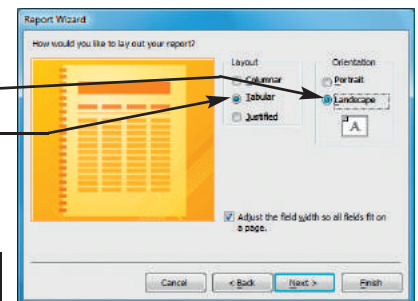 Report Wizard
How would you like to lay out your report?
Layout
Columnar
Tabular
Justified
Orientation
Portrait
Landscape
A
Adjust the field width so all fields fit on
a page.
Cancel
< Back
Next >
Finish